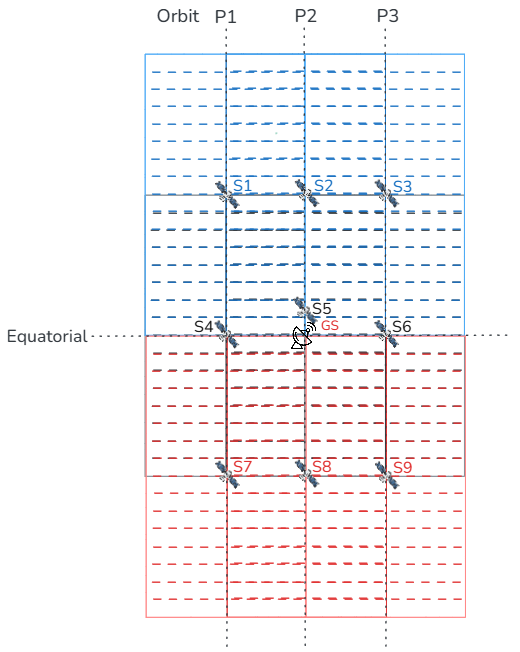 Orbit P1 P2 P3
S1 S2 S3
S5
S4 GS S6
Equatorial
S7 S8 S9